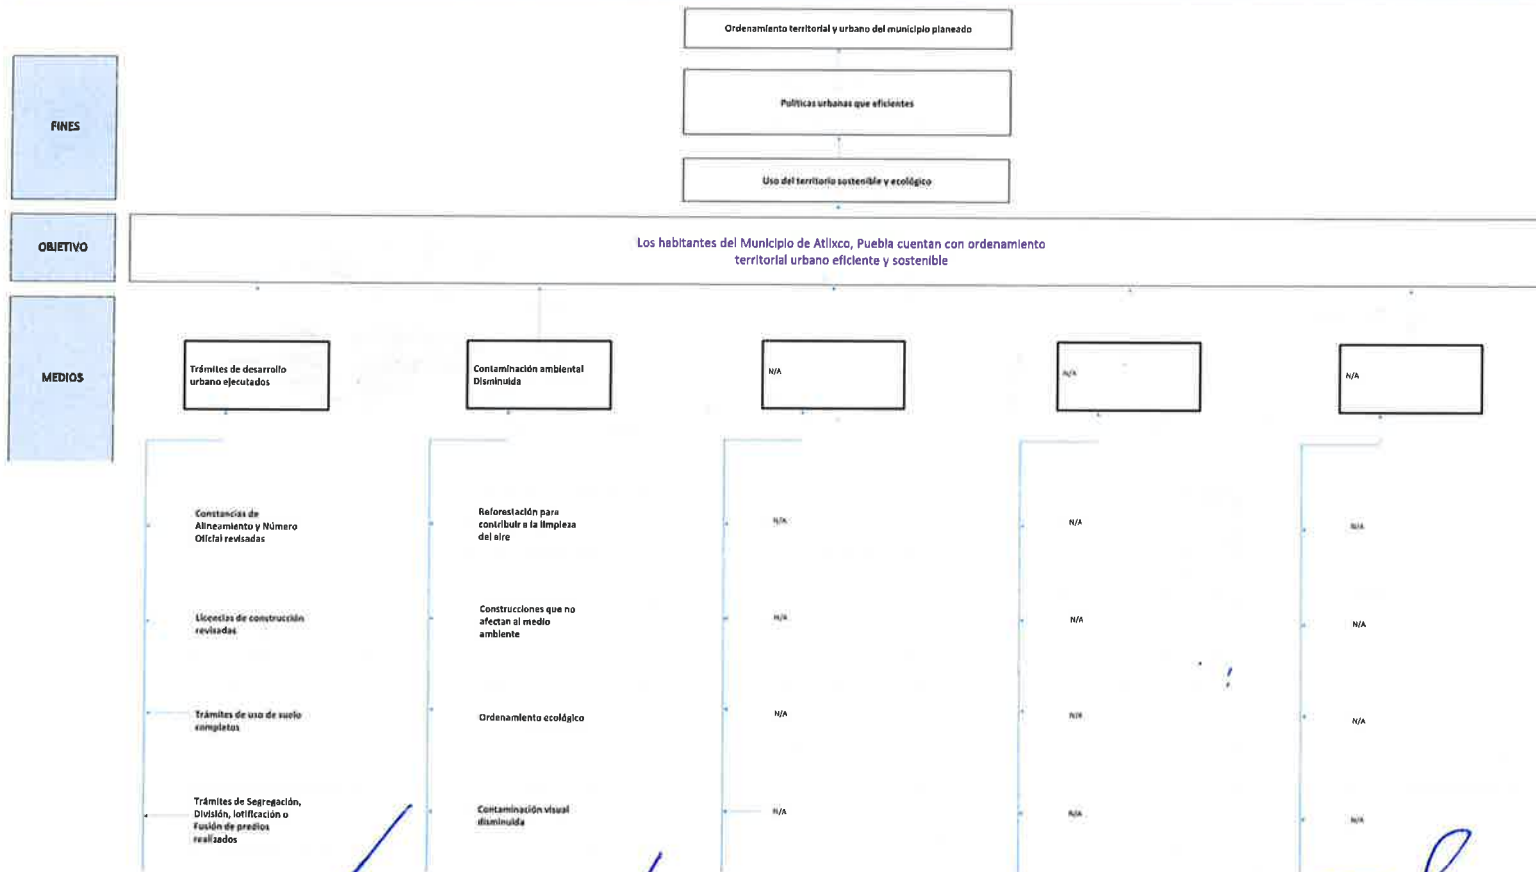 Ordenamiento territorial y urbano del municipio planeado
FINES
Políticas urbanas que eficientes
Uso del territorio sostenible y ecológico
OBJETIVO
Los habitantes del Municipio de Atlixco, Puebla cuentan con ordenamiento
territorial urbano eficiente y sostenible
MEDIOS
Trámites de desarrollo
urbano ejecutados
Contaminación ambiental
Disminuida
N/A
N/A
N/A
Constancias de
Alineamiento y Número
Oficial revisadas
Reforestación para
contribuir a la limpieza
del aire
N/A
N/A
N/A
Licencias de construcción
revisadas
Construcciones que no
afectan al medio
ambiente
N/A
N/A
N/A
Trámites de uso de suelo
completos
Ordenamiento ecológico
N/A
N/A
N/A
Trámites de Segregación,
División, lotificación o
Fusión de predios
realizados
Contaminación visual
disminuida
N/A
N/A
N/A